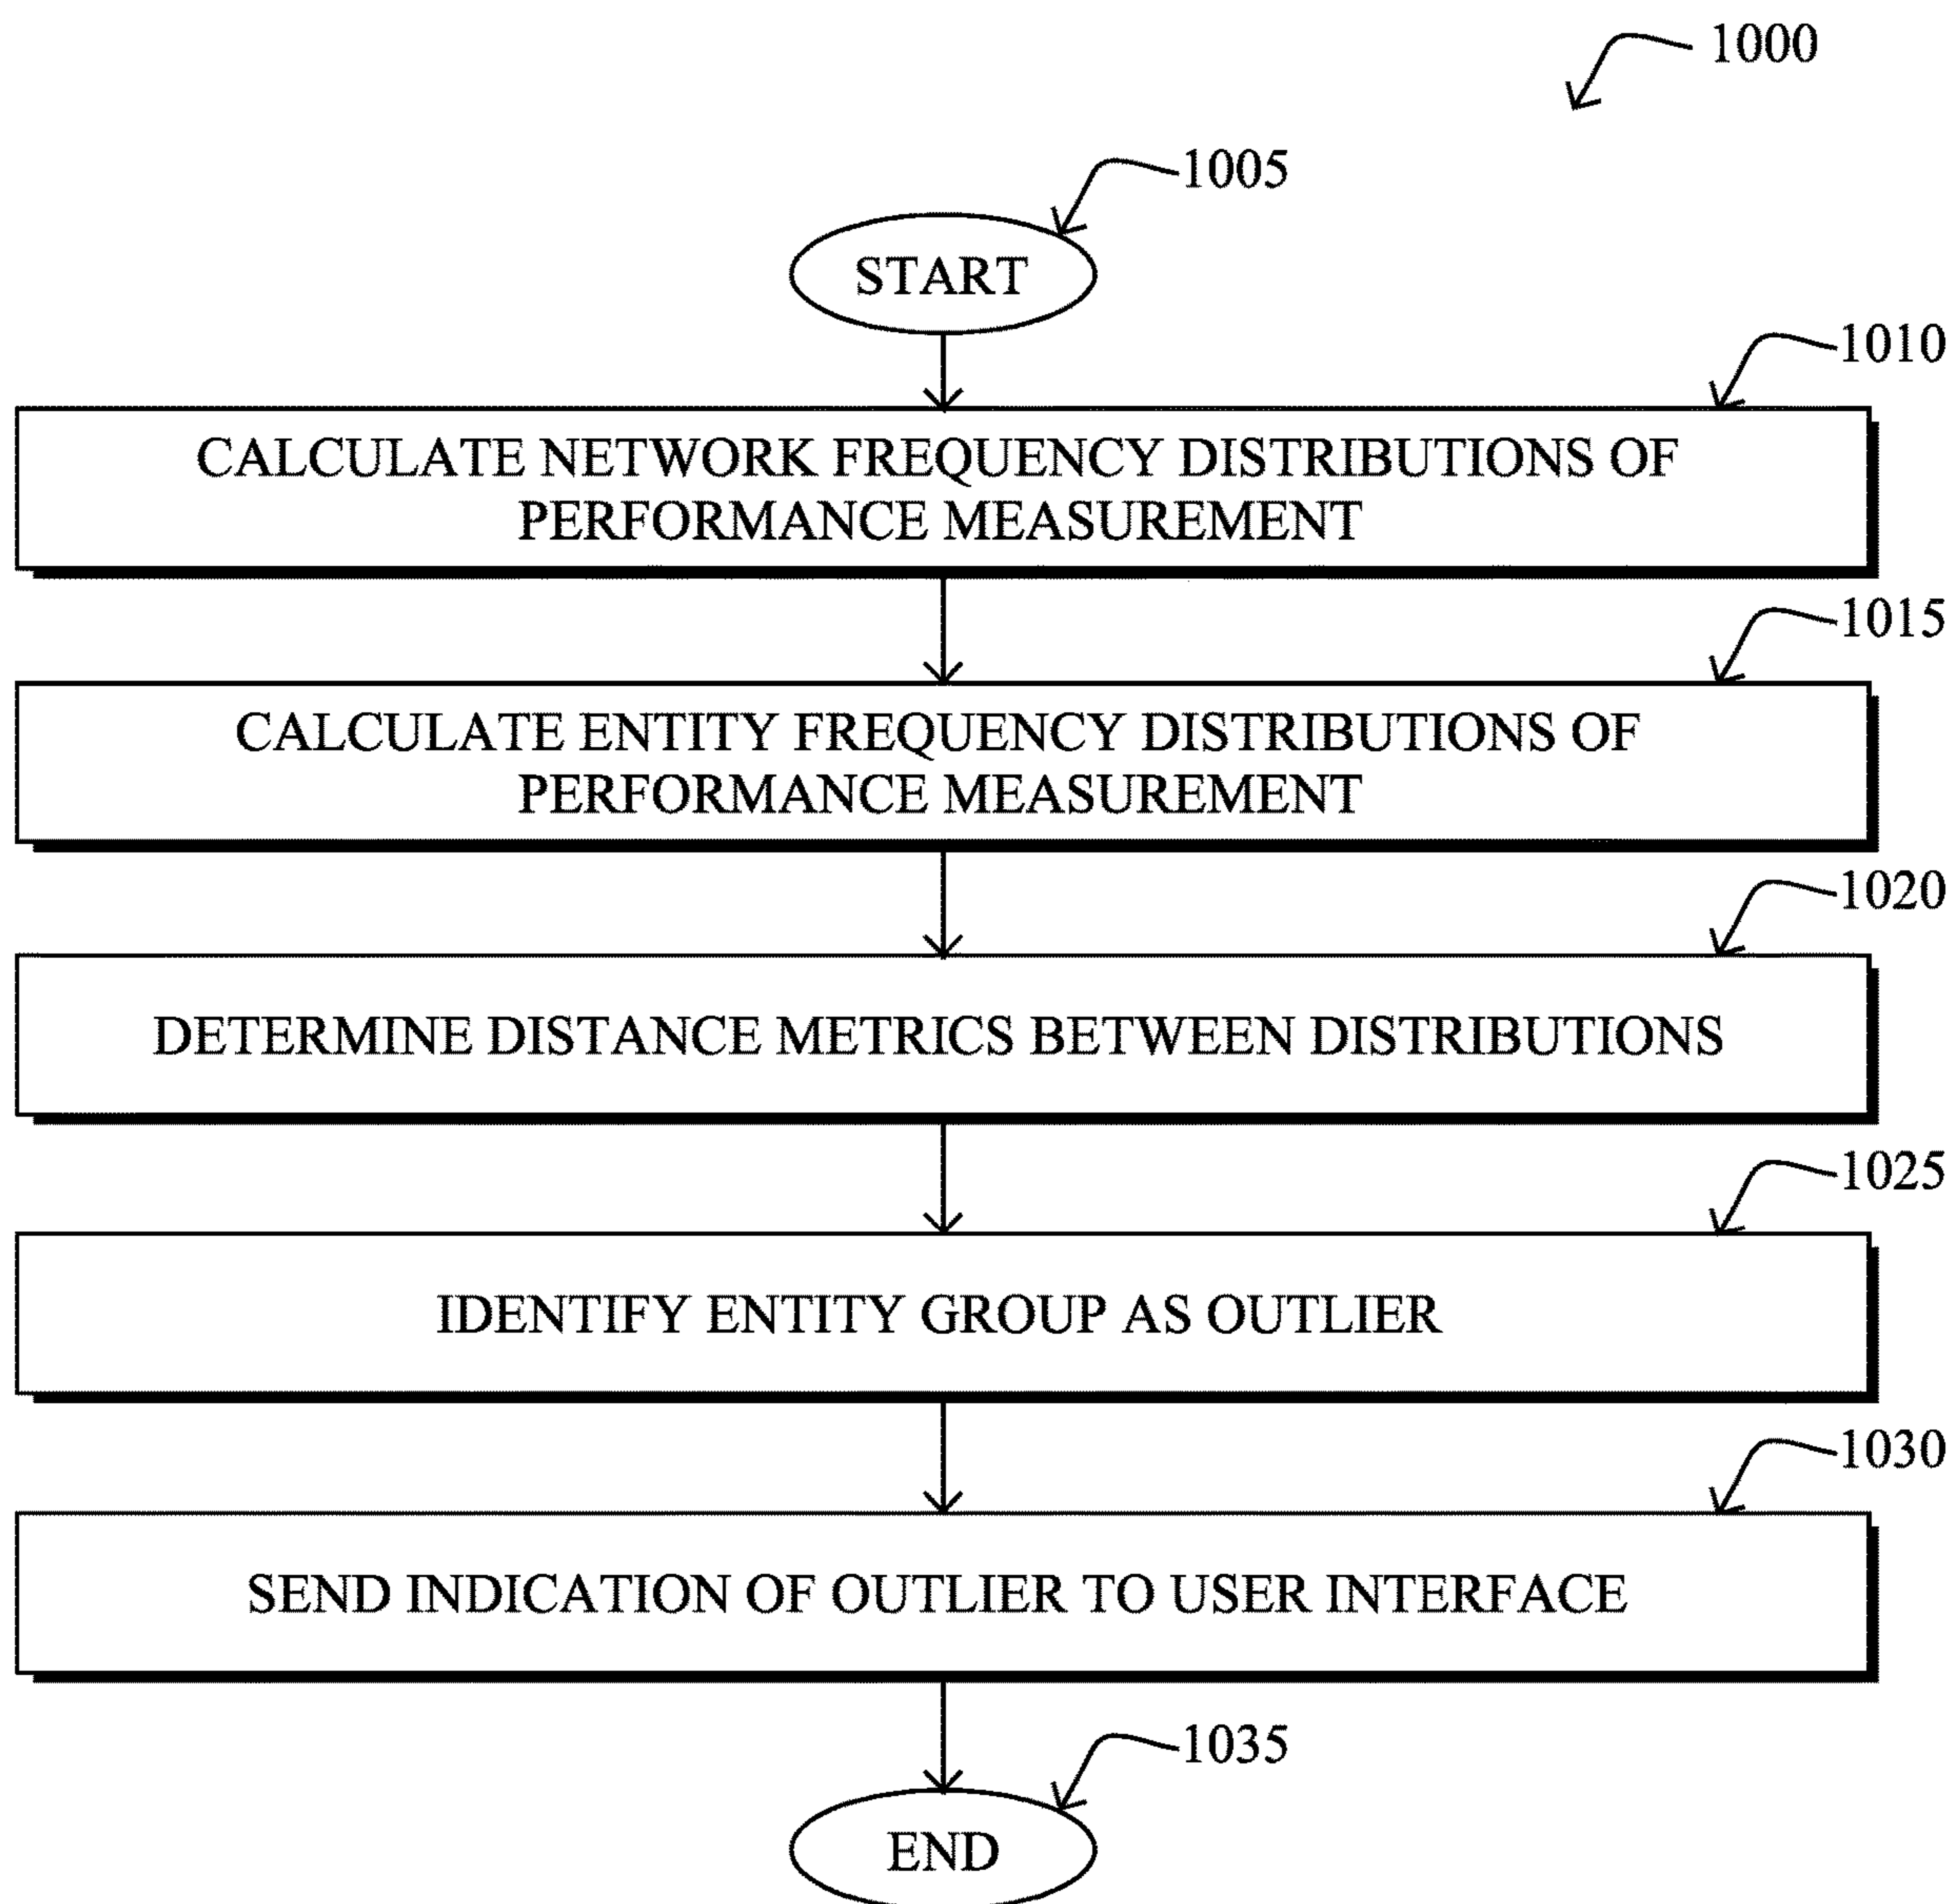 1000
1005
START
1010
CALCULATE NETWORK FREQUENCY DISTRIBUTIONS OF
PERFORMANCE MEASUREMENT
1015
CALCULATE ENTITY FREQUENCY DISTRIBUTIONS OF
PERFORMANCE MEASUREMENT
1020
DETERMINE DISTANCE METRICS BETWEEN DISTRIBUTIONS
1025
IDENTIFY ENTITY GROUP AS OUTLIER
1030
SEND INDICATION OF OUTLIER TO USER INTERFACE
1035
END